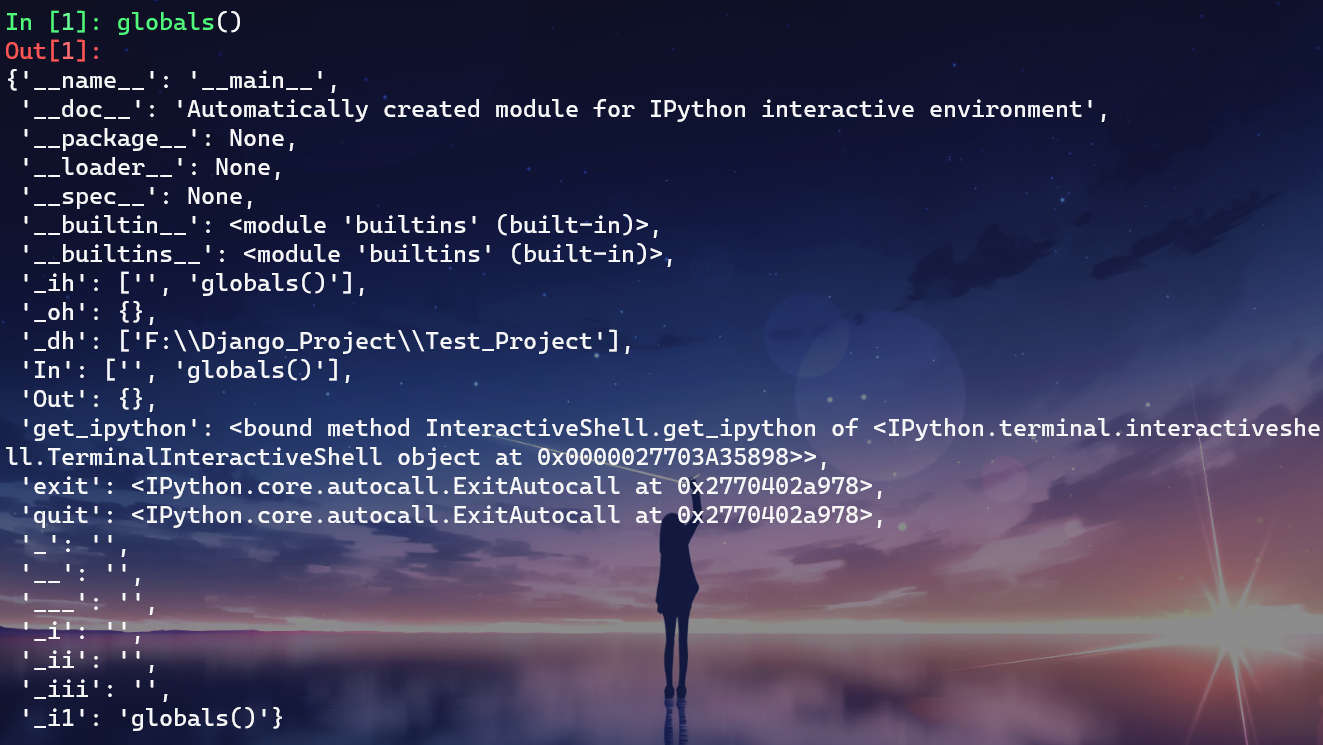 In [1]: globals()
Out[1]:
{'__name__': '__main__',
 '__doc__': 'Automatically created module for IPython interactive environment',
 '__package__': None,
 '__loader__': None,
 '__spec__': None,
 '__builtin__': <module 'builtins' (built-in)>,
 '__builtins__': <module 'builtins' (built-in)>,
 '_ih': ['', 'globals()'],
 '_oh': {},
 '_dh': ['F:\\Django_Project\\Test_Project'],
 'In': ['', 'globals()'],
 'Out': {},
 'get_ipython': <bound method InteractiveShell.get_ipython of <IPython.terminal.interactiveshe
ll.TerminalInteractiveShell object at 0x0000027703A35898>>,
 'exit': <IPython.core.autocall.ExitAutocall at 0x2770402a978>,
 'quit': <IPython.core.autocall.ExitAutocall at 0x2770402a978>,
 '_': '',
 '__': '',
 '___': '',
 '_i': '',
 '_ii': '',
 '_iii': '',
 '_i1': 'globals()'}